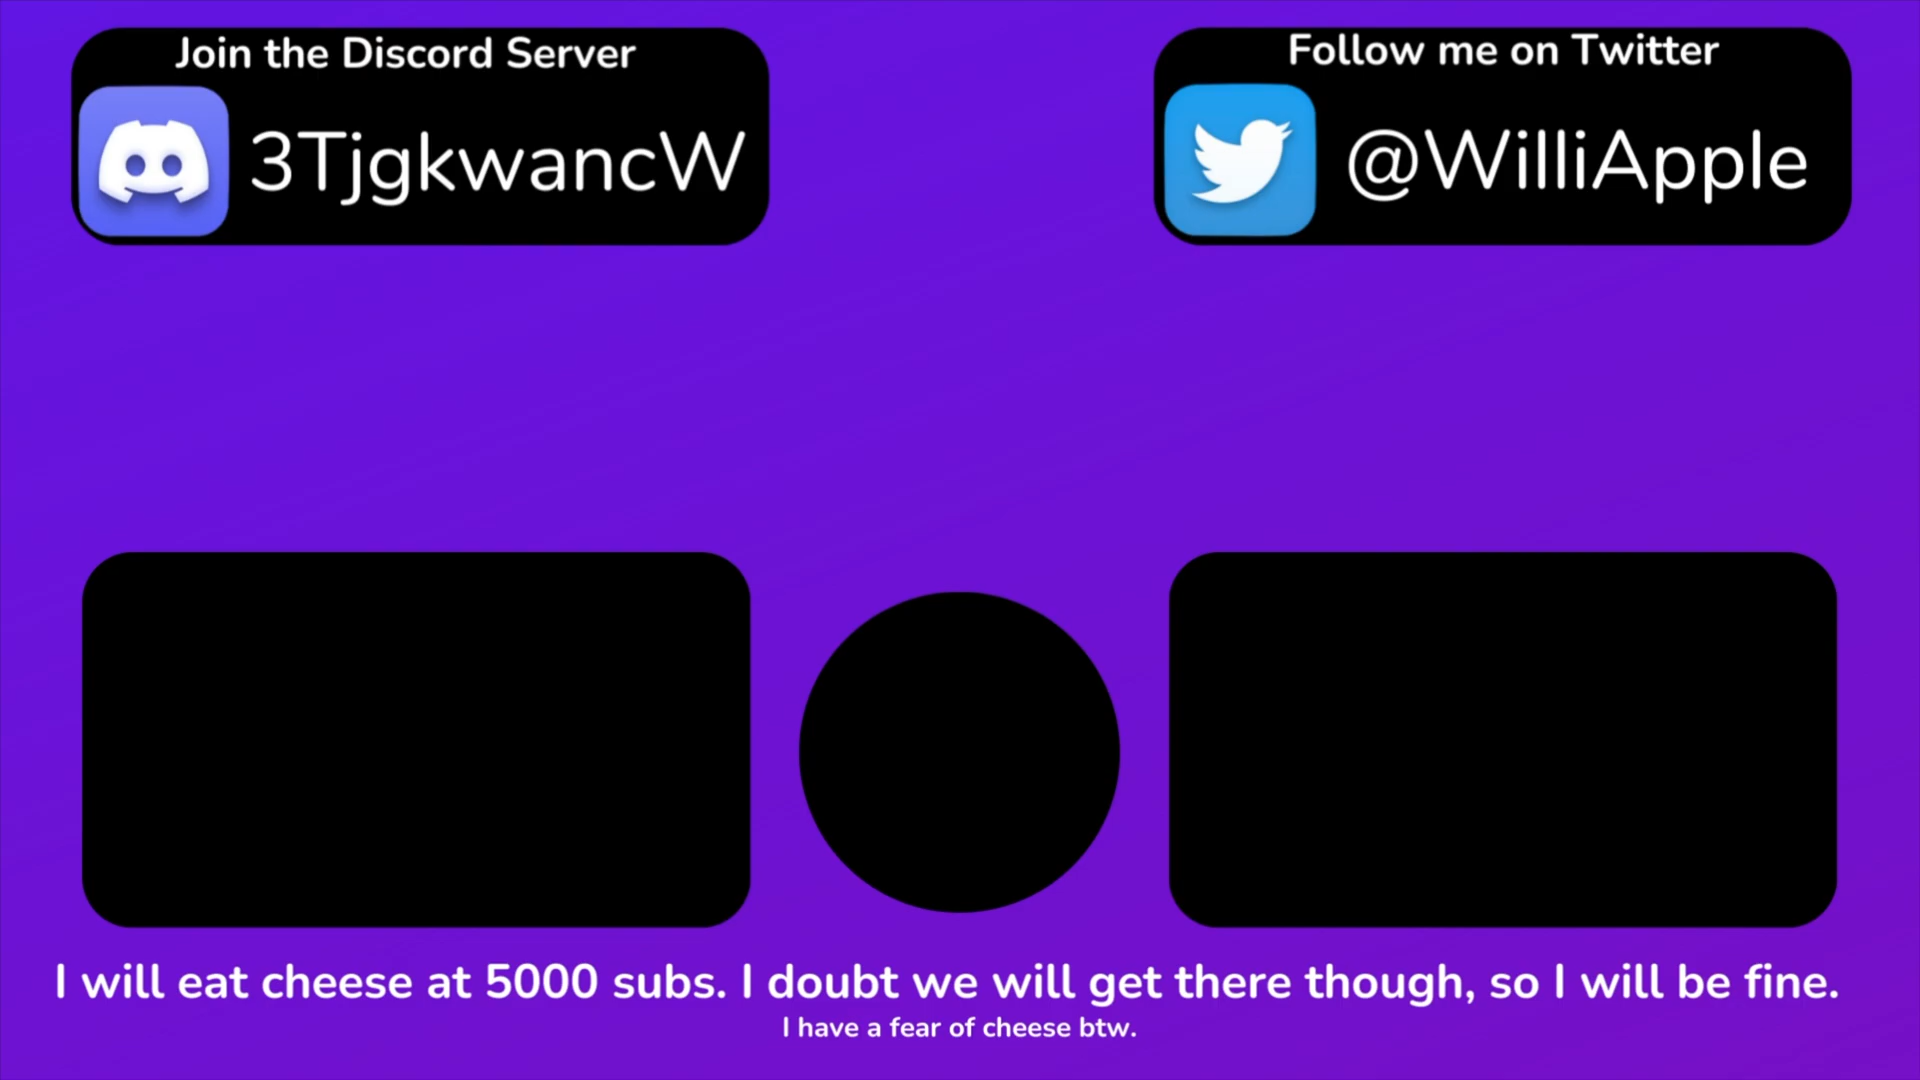 Join the Discord Server
3TjgkwancW
Follow me on Twitter
@WilliApple
I will eat cheese at 5000 subs. I doubt we will get there though, so I will be fine.
I have a fear of cheese btw.